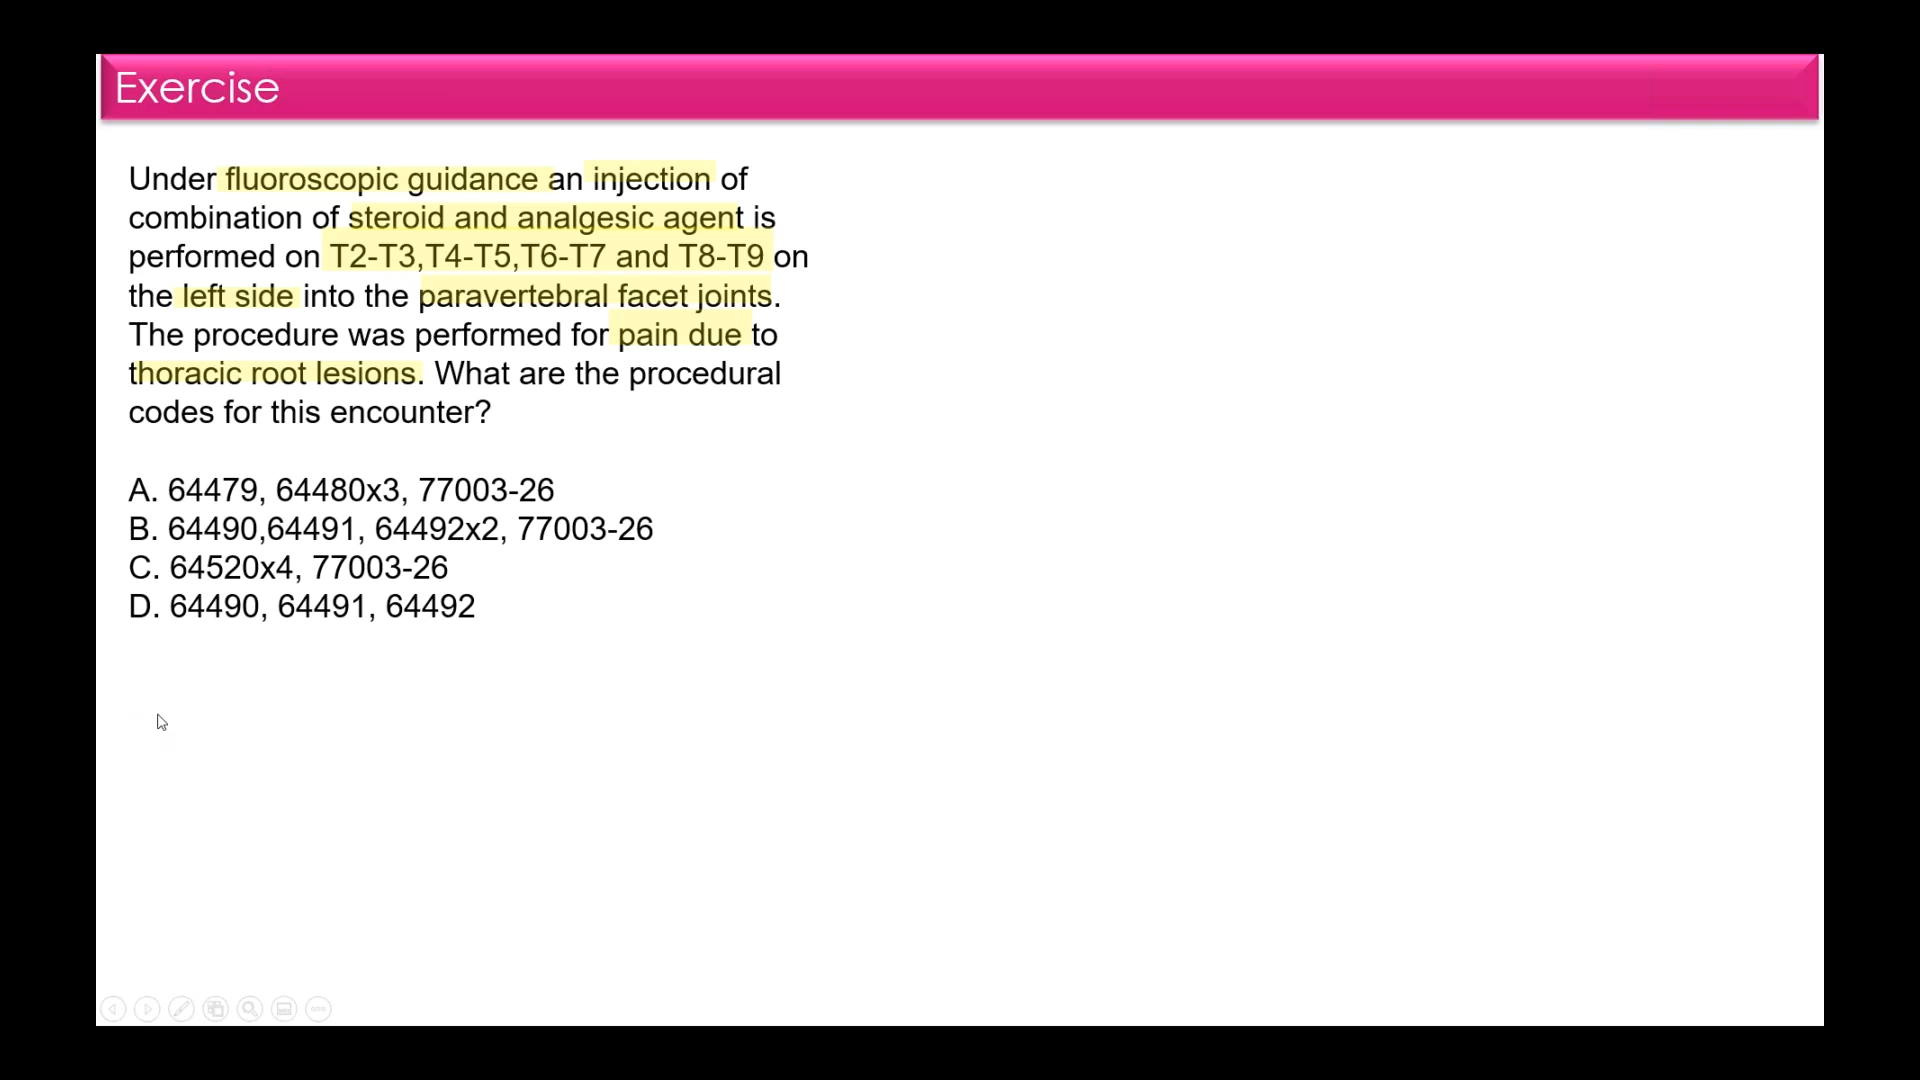 Exercise
Under fluoroscopic guidance an injection of
combination of steroid and analgesic agent is
performed on T2-T3,T4-T5,T6-T7 and T8-T9 on
the left side into the paravertebral facet joints.
The procedure was performed for pain due to
thoracic root lesions. What are the procedural
codes for this encounter?
A. 64479, 64480x3, 77003-26
B. 64490,64491, 64492x2, 77003-26
C. 64520x4, 77003-26
D. 64490, 64491, 64492